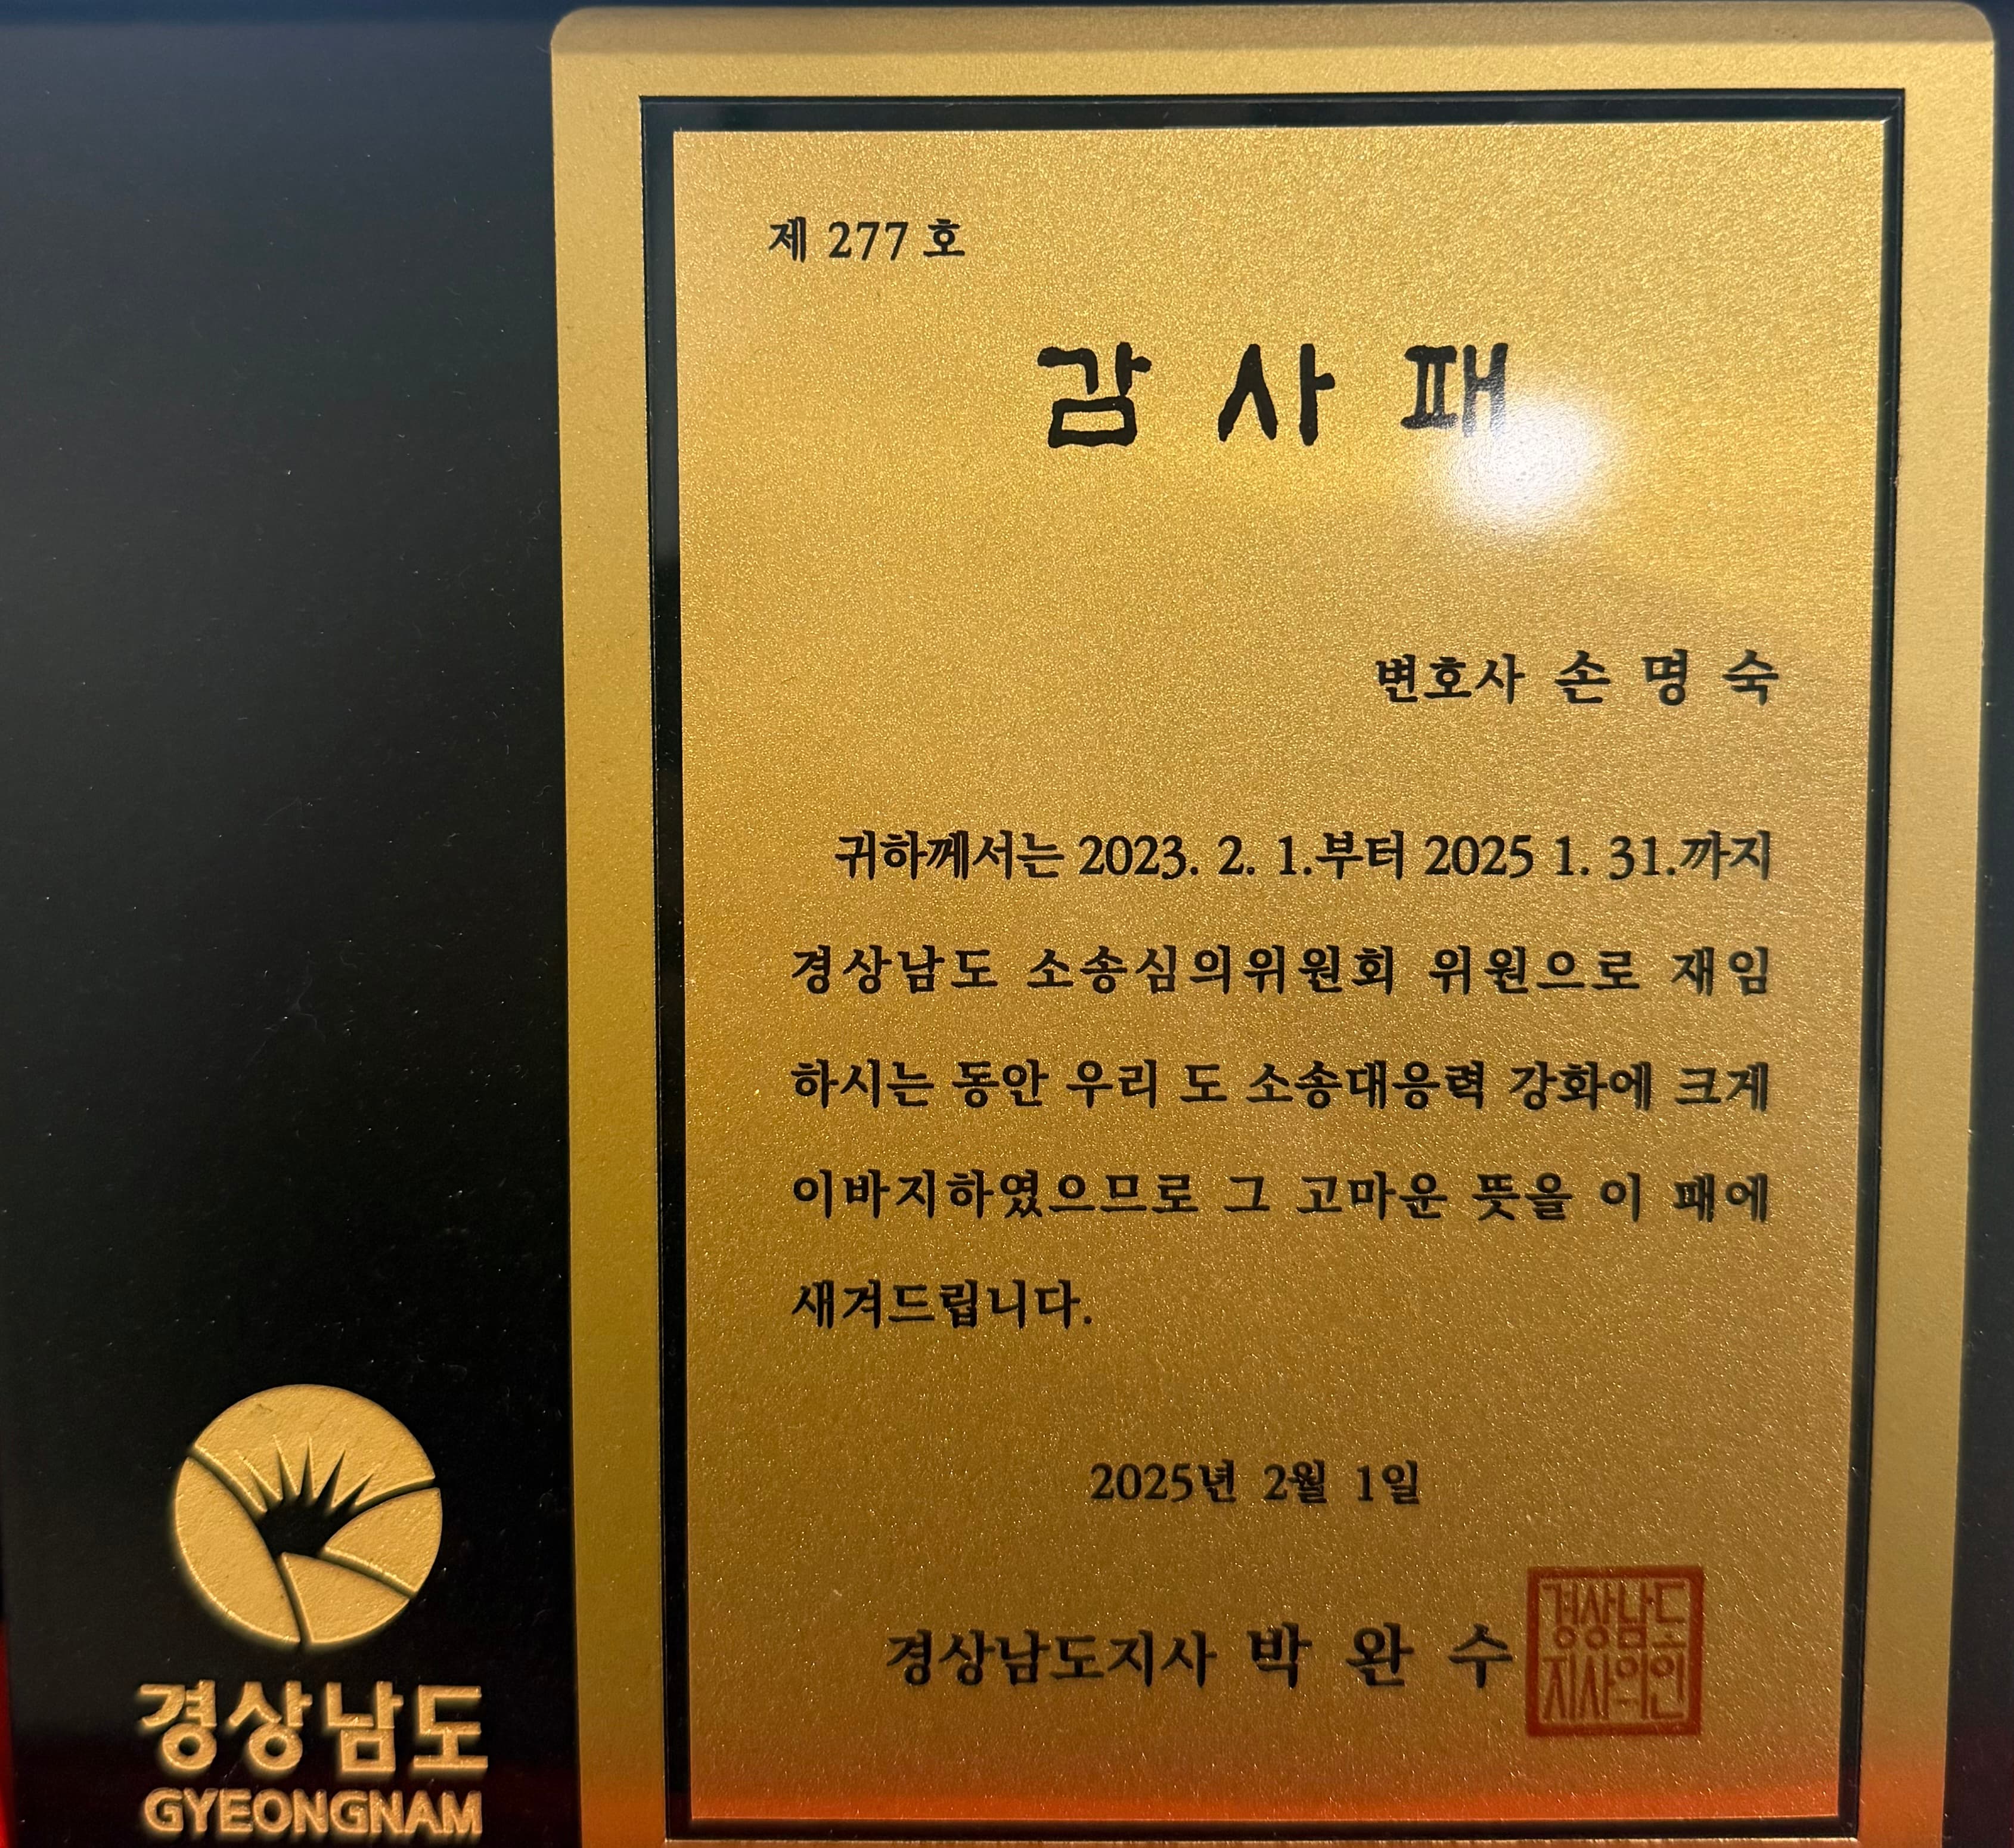 제 277 호
감 사 패
변호사 손 명 숙
귀하께서는 2023. 2. 1.부터 2025 1. 31.까지
경상남도 소송심의위원회 위원으로 재임
하시는 동안 우리 도 소송대응력 강화에 크게
이바지하였으므로 그 고마운 뜻을 이 패에
새겨드립니다.
2025년 2월 1일
경상남도지사 박 완 수
경상남도
지사의인
경상남도
GYEONGNAM